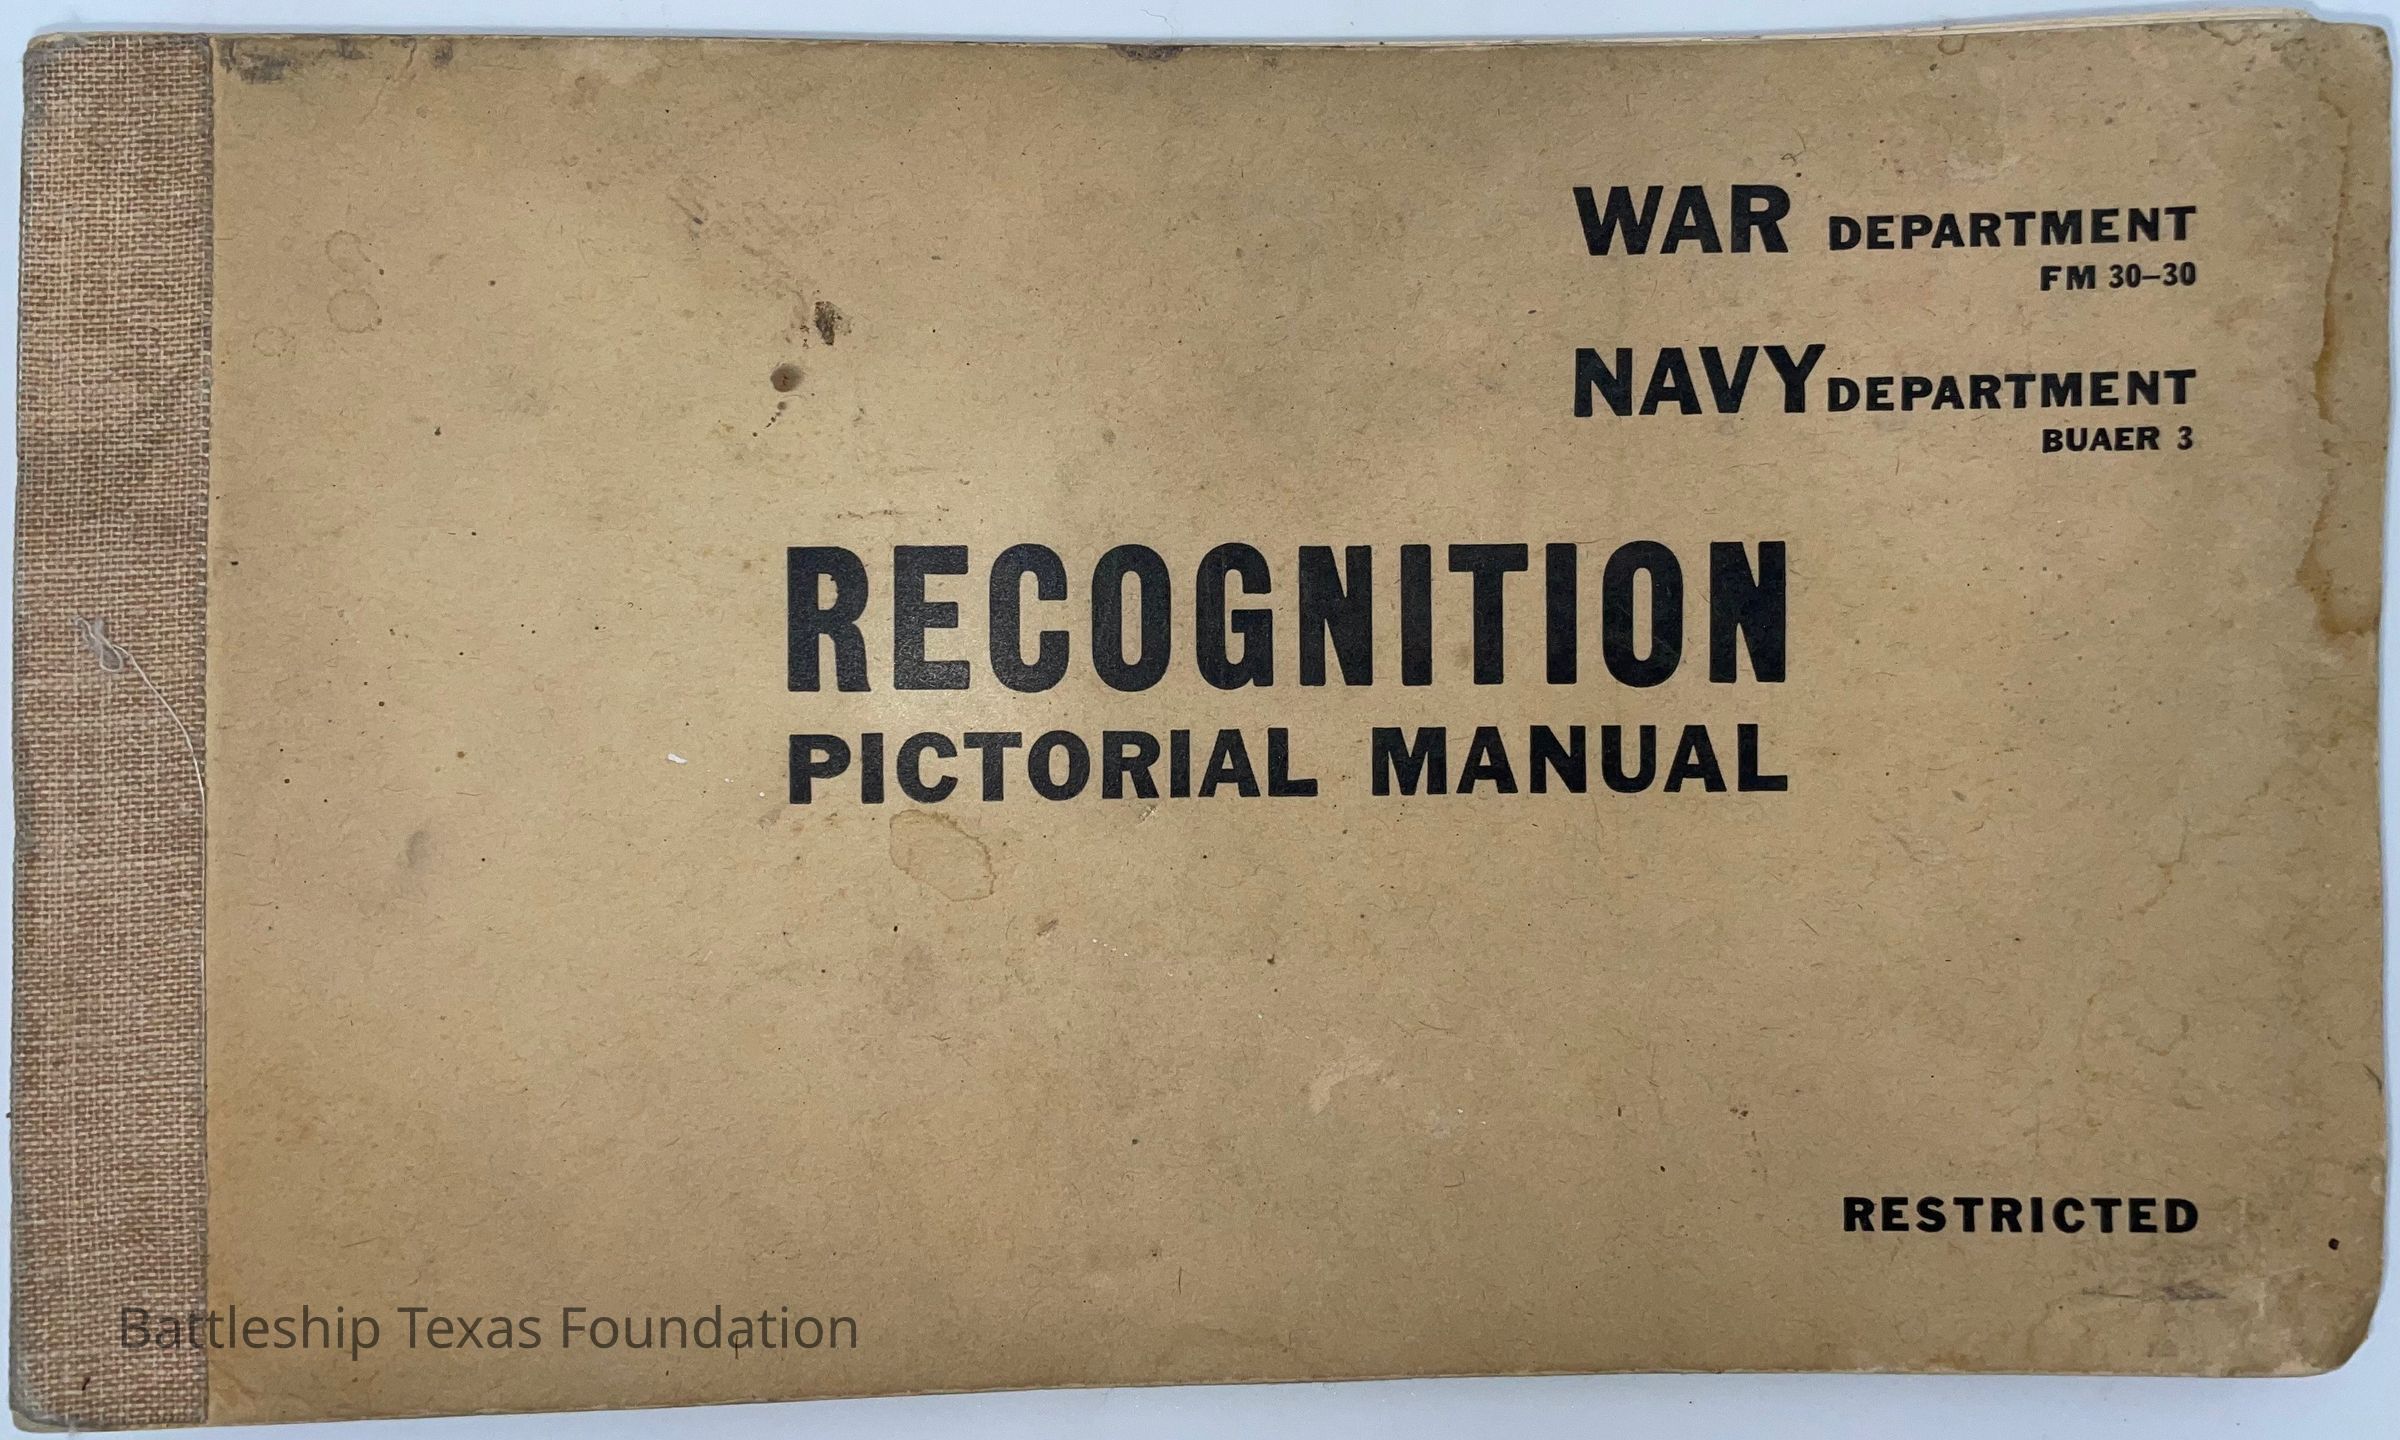 WAR DEPARTMENT
FM 30–30
NAVY DEPARTMENT
BUAER 3
RECOGNITION
PICTORIAL MANUAL
RESTRICTED
Battleship Texas Foundation